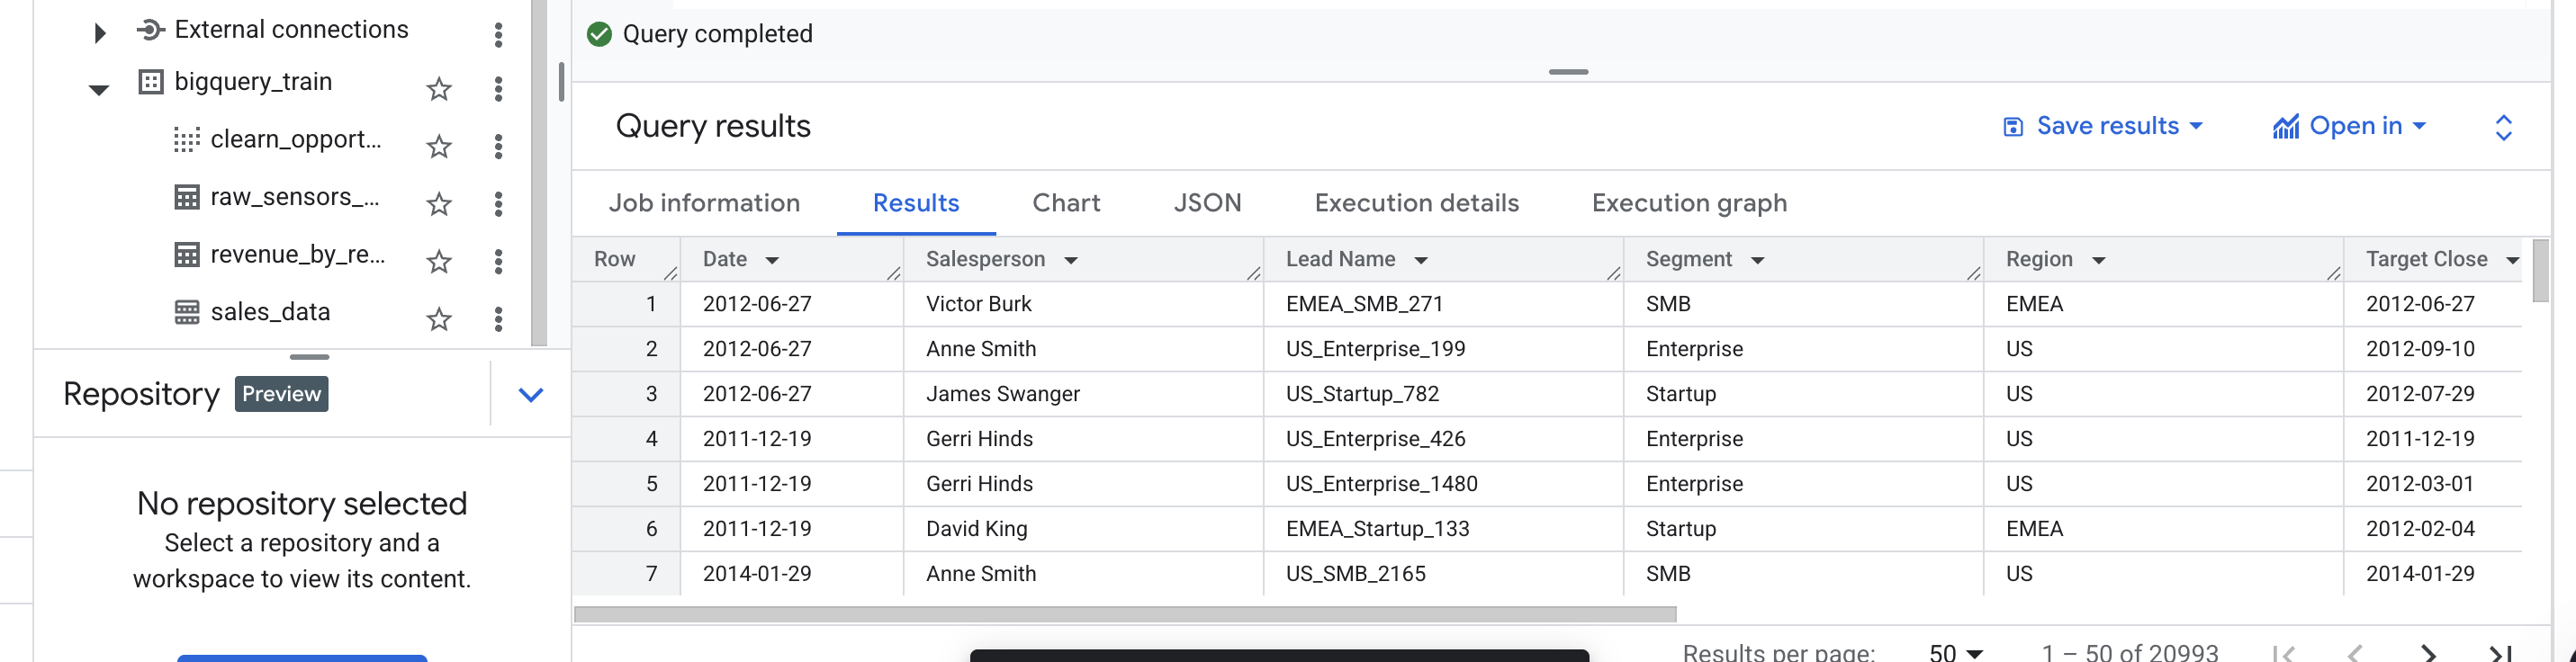 External connections
bigquery_train
clearn_opport...
raw_sensors_...
revenue_by_re...
sales_data
Repository Preview
No repository selected
Select a repository and a
workspace to view its content.
Query completed
Query results
Save results
Open in
Job information Results Chart JSON Execution details Execution graph
Row Date Salesperson Lead Name Segment Region Target Close
1 2012-06-27 Victor Burk EMEA_SMB_271 SMB EMEA 2012-06-27
2 2012-06-27 Anne Smith US_Enterprise_199 Enterprise US 2012-09-10
3 2012-06-27 James Swanger US_Startup_782 Startup US 2012-07-29
4 2011-12-19 Gerri Hinds US_Enterprise_426 Enterprise US 2011-12-19
5 2011-12-19 Gerri Hinds US_Enterprise_1480 Enterprise US 2012-03-01
6 2011-12-19 David King EMEA_Startup_133 Startup EMEA 2012-02-04
7 2014-01-29 Anne Smith US_SMB_2165 SMB US 2014-01-29
Results per page: 50 1 – 50 of 20993